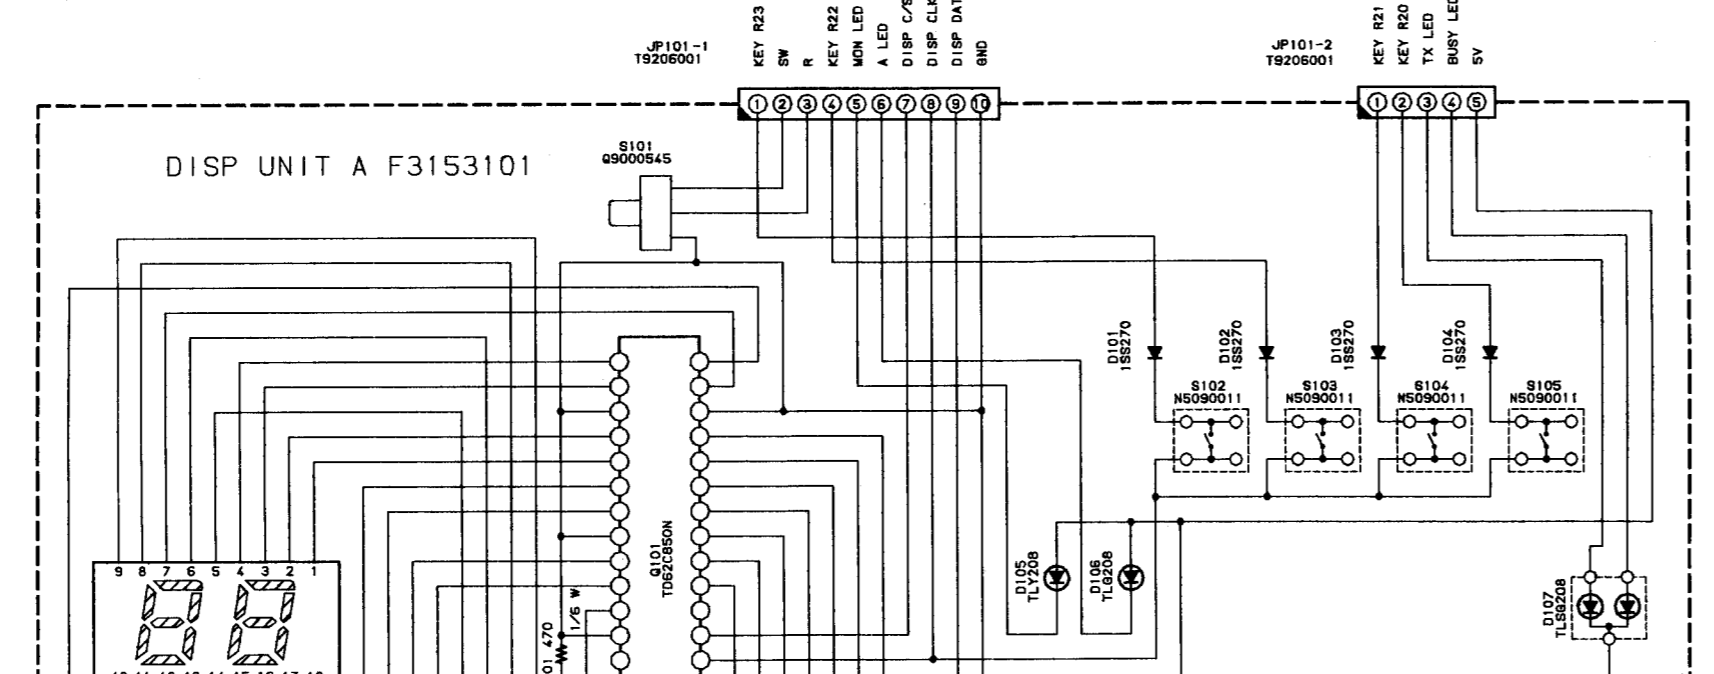 KEY R23
SW
R
KEY R22
MON LED
A LED
DISP C/S
DISP CLK
DISP DAT
GND
KEY R21
KEY R20
TX LED
BUSY LED
5V
JP101-1
T9206001
JP101-2
T9206001
1 2 3 4 5 6 7 8 9 10
1 2 3 4 5
DISP UNIT A F3153101
S101
Q9000545
D101
1SS270
D102
1SS270
D103
1SS270
D104
1SS270
S102
N5090011
S103
N5090011
S104
N5090011
S105
N5090011
Q101
TD62C850N
D105
TLY208
D106
TLG208
D107
TLSG208
9 8 7 6 5 4 3 2 1
01 470
1/6 W